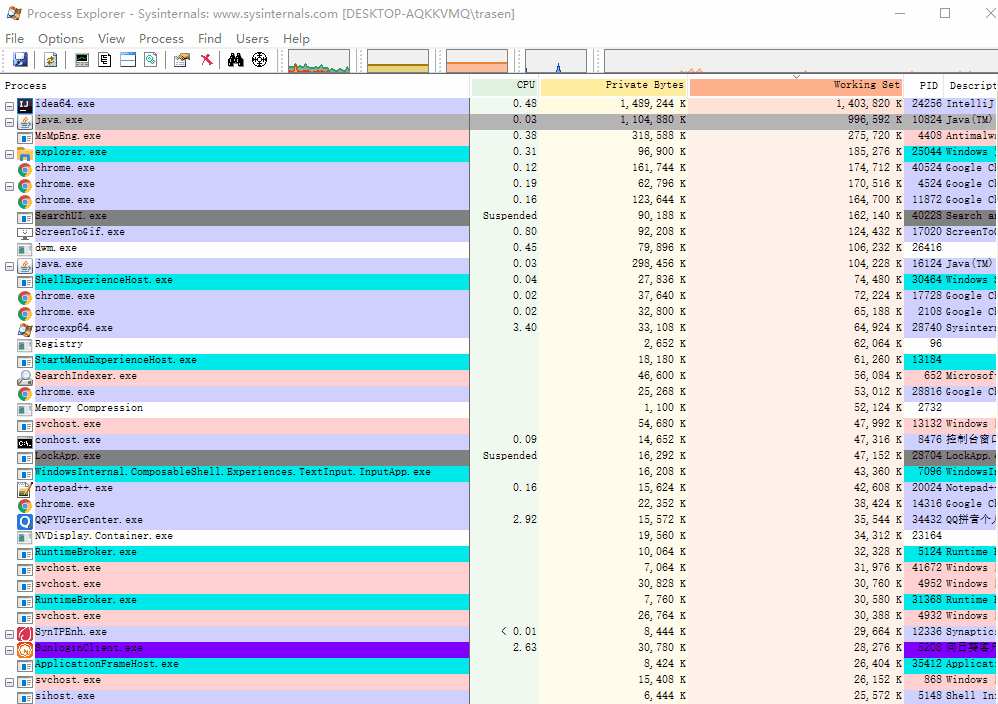 Process Explorer - Sysinternals: www.sysinternals.com [DESKTOP-AQKKVMQ\trasen]
File Options View Process Find Users Help
Process CPU Private Bytes Working Set PID Descript
idea64.exe 0.48 1,489,244 K 1,403,820 K 24256 IntelliJ
java.exe 0.03 1,104,880 K 996,592 K 10824 Java(TM)
MsMpEng.exe 0.38 318,588 K 275,720 K 4408 Antimalwa
explorer.exe 0.31 96,900 K 185,276 K 25044 Windows
chrome.exe 0.12 161,744 K 174,712 K 40524 Google Ch
chrome.exe 0.19 62,796 K 170,516 K 4524 Google Ch
chrome.exe 0.16 123,644 K 164,700 K 11872 Google Ch
SearchUI.exe Suspended 90,188 K 162,140 K 40228 Search an
ScreenToGif.exe 0.80 92,208 K 124,432 K 17020 ScreenToG
dwm.exe 0.45 79,896 K 106,232 K 26416
java.exe 0.03 298,456 K 104,228 K 16124 Java(TM)
ShellExperienceHost.exe 0.04 27,836 K 74,480 K 30464 Windows
chrome.exe 0.02 37,640 K 72,224 K 17728 Google Ch
chrome.exe 0.02 32,800 K 65,188 K 2108 Google Ch
procexp64.exe 3.40 33,108 K 64,924 K 28740 Sysintern
Registry 2,652 K 62,064 K 96
StartMenuExperienceHost.exe 18,180 K 61,260 K 13184
SearchIndexer.exe 46,600 K 56,084 K 652 Microsof
chrome.exe 25,268 K 53,012 K 28816 Google Ch
Memory Compression 1,100 K 52,124 K 2732
svchost.exe 54,680 K 47,992 K 13132 Windows
conhost.exe 0.09 14,652 K 47,316 K 8476 控制台窗口
LockApp.exe Suspended 16,292 K 47,152 K 28704 LockApp.
WindowsInternal.ComposableShell.Experiences.TextInput.InputApp.exe 16,208 K 43,360 K 7096 WindowsIn
notepad++.exe 0.16 15,624 K 42,608 K 20024 Notepad+
chrome.exe 22,352 K 38,424 K 14316 Google Ch
QQPYUserCenter.exe 2.92 15,572 K 35,544 K 34432 QQ拼音个人
NVDisplay.Container.exe 19,560 K 34,312 K 23164
RuntimeBroker.exe 10,064 K 32,328 K 5124 Runtime
svchost.exe 7,064 K 31,976 K 41672 Windows
svchost.exe 30,828 K 30,760 K 4952 Windows
RuntimeBroker.exe 7,760 K 30,580 K 31368 Runtime
svchost.exe 26,764 K 30,388 K 4932 Windows
SynTPEnh.exe < 0.01 8,444 K 29,664 K 12336 Synaptics
SunloginClient.exe 2.63 30,780 K 28,276 K 5208 向日葵客户
ApplicationFrameHost.exe 8,424 K 26,404 K 35412 Applicat
svchost.exe 15,408 K 26,152 K 868 Windows
sihost.exe 6,444 K 25,572 K 5148 Shell In